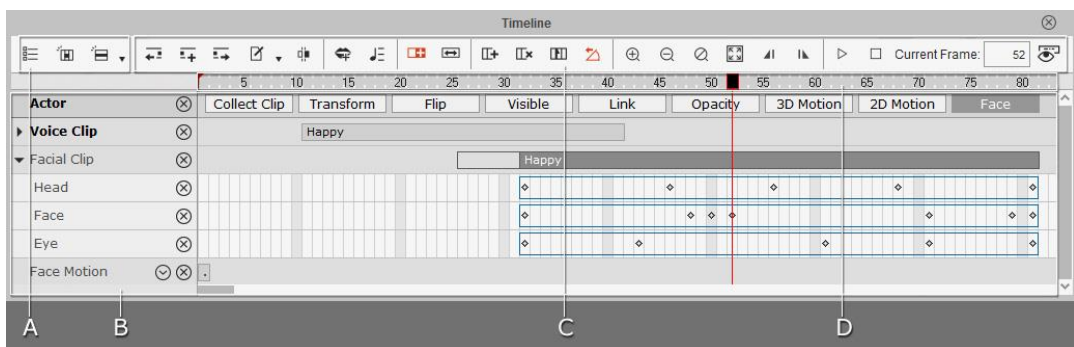 Timeline
Current Frame: 52
5 10 15 20 25 30 35 40 45 50 55 60 65 70 75 80
Actor Collect Clip Transform Flip Visible Link Opacity 3D Motion 2D Motion Face
Voice Clip Happy
Facial Clip Happy
Head
Face
Eye
Face Motion
A B C D